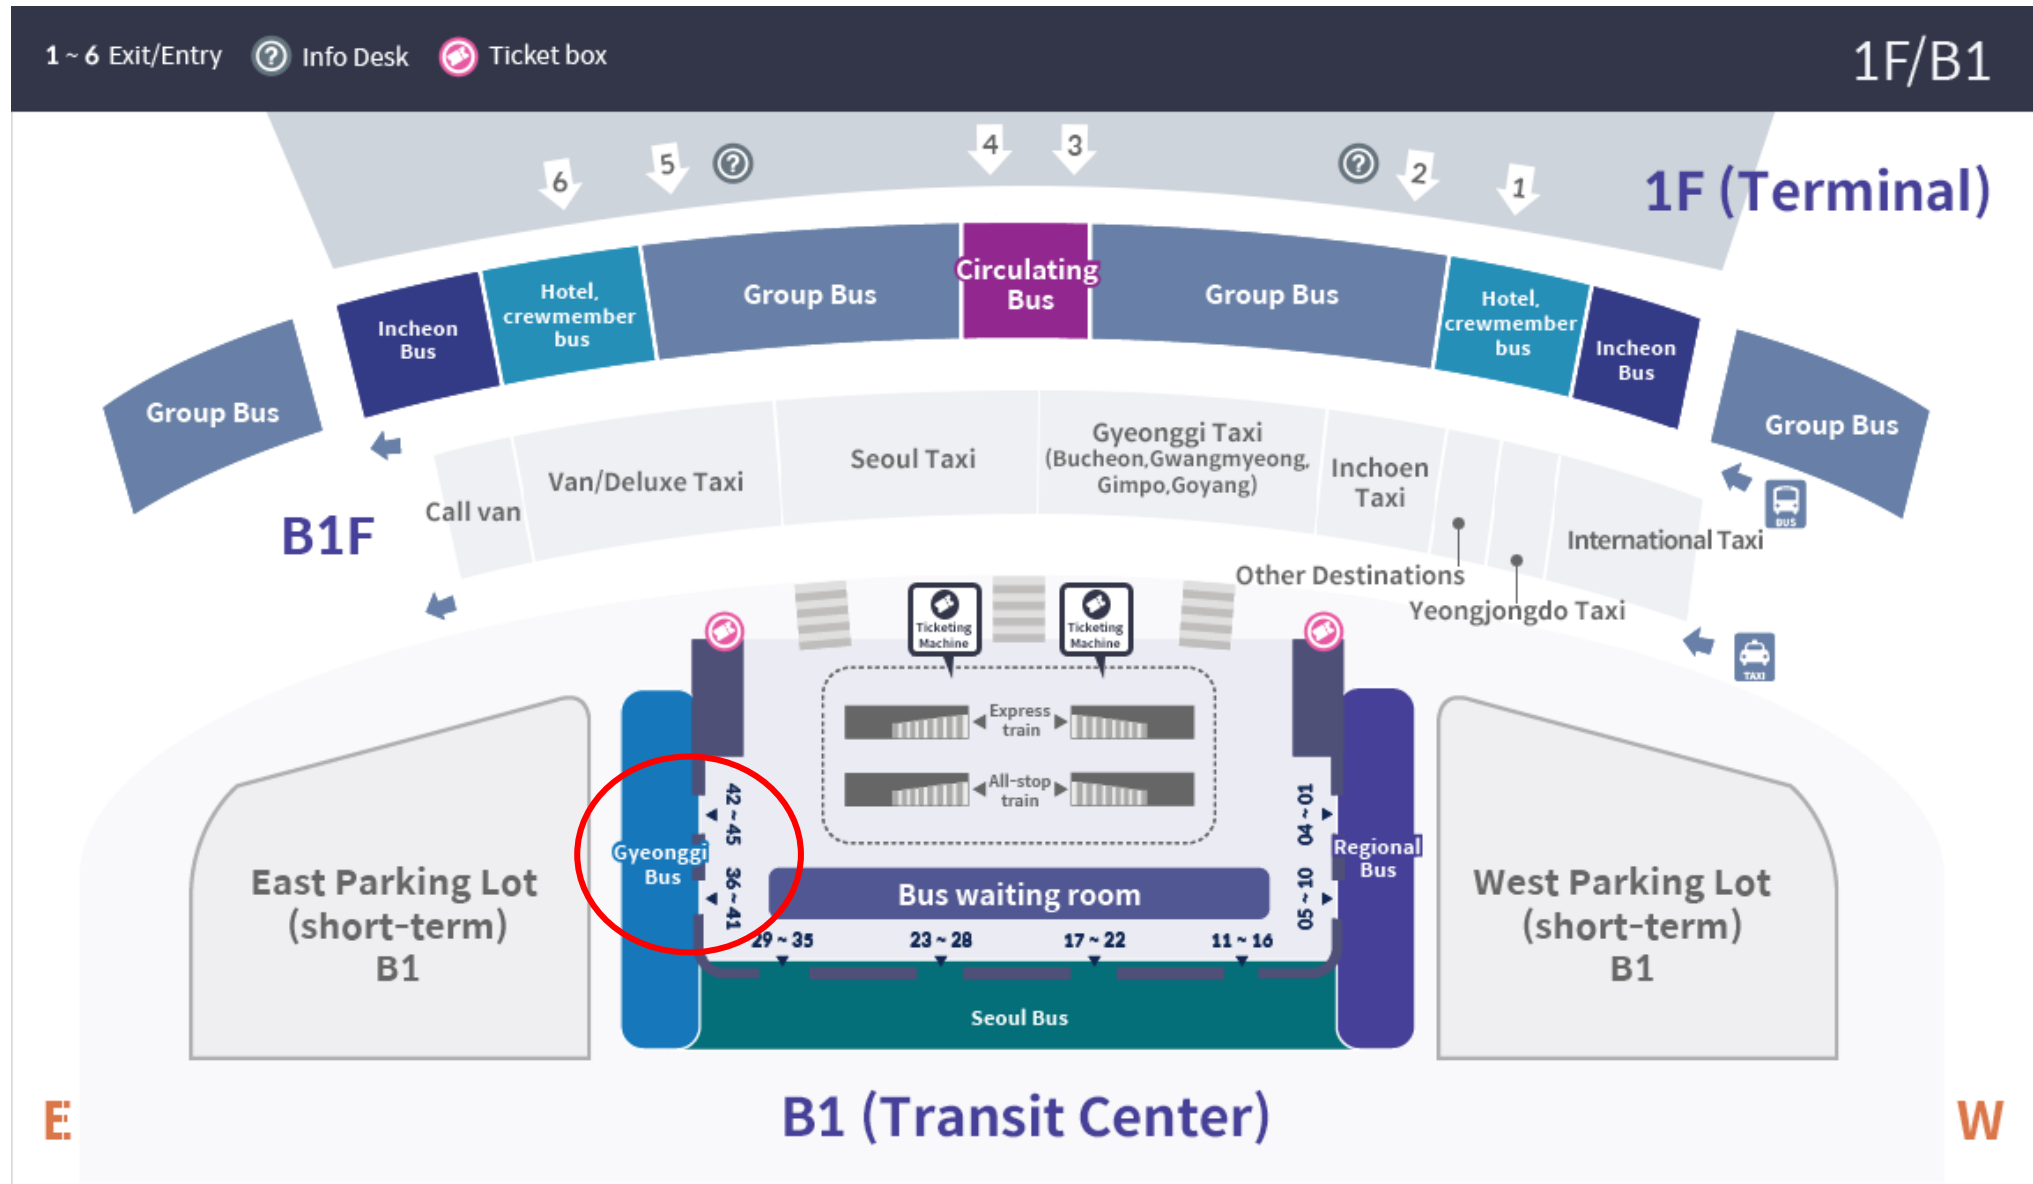 1 ~ 6 Exit/Entry
? Info Desk
Ticket box
1F/B1
4
3
5
?
?
2
6
1
1F (Terminal)
Circulating
Bus
Hotel,
crewmember
bus
Group Bus
Group Bus
Hotel,
crewmember
bus
Incheon
Bus
Incheon
Bus
Group Bus
Group Bus
Call van
Van/Deluxe Taxi
Seoul Taxi
Gyeonggi Taxi
(Bucheon,Gwangmyeong,
Gimpo,Goyang)
Inchoen
Taxi
BUS
B1F
International Taxi
Other Destinations
Yeongjongdo Taxi
Ticketing
Machine
Ticketing
Machine
TAXI
Express
train
All-stop
train
42 ~ 45
04 ~ 01
Gyeonggi
Bus
Regional
Bus
36 ~ 41
05 ~ 10
Bus waiting room
29 ~ 35
23 ~ 28
17 ~ 22
11 ~ 16
East Parking Lot
(short-term)
B1
West Parking Lot
(short-term)
B1
Seoul Bus
E
B1 (Transit Center)
W